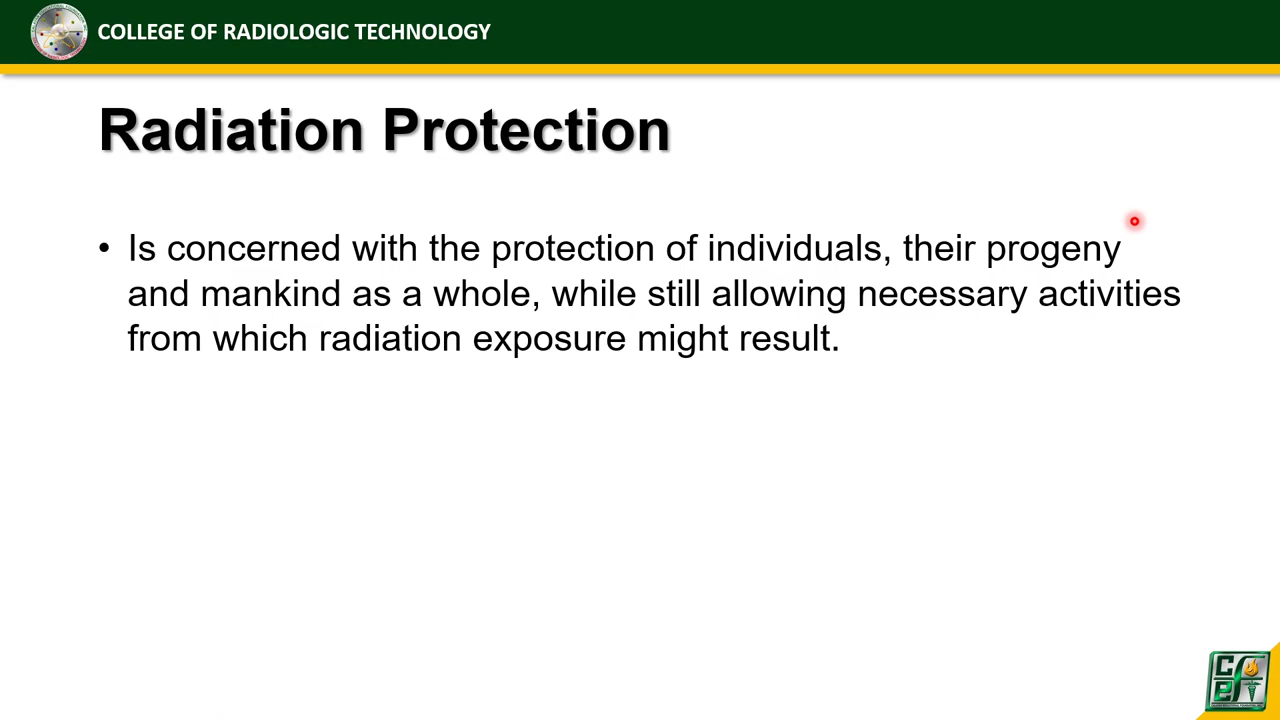 COLLEGE OF RADIOLOGIC TECHNOLOGY
Radiation Protection
• Is concerned with the protection of individuals, their progeny
and mankind as a whole, while still allowing necessary activities
from which radiation exposure might result.